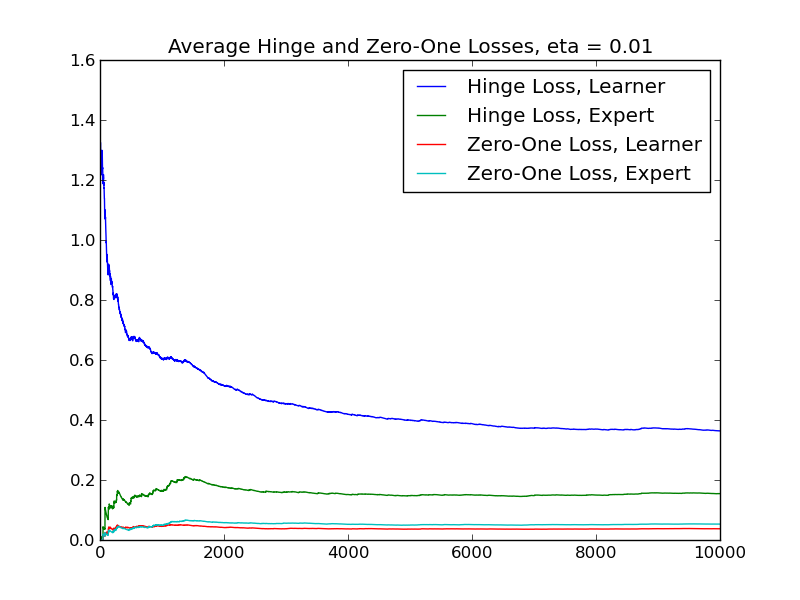 Average Hinge and Zero-One Losses, eta = 0.01
1.6
1.4
1.2
1.0
0.8
0.6
0.4
0.2
0.0
Hinge Loss, Learner
Hinge Loss, Expert
Zero-One Loss, Learner
Zero-One Loss, Expert
0 2000 4000 6000 8000 10000